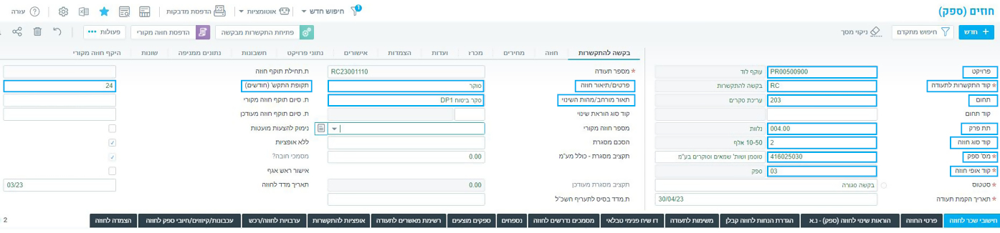 חוזים (ספק)
חיפוש חדש 1 אוטומציות הדפסת מדבקות עזרה
+ חדש חיפוש מתקדם ניקוי מסך פתיחת התקשרות מבקשה הדפסת חוזה מקורי פעולות
בקשה להתקשרות חוזה מחירים מכרז ועדות הצמדות אישורים נתוני פרויקט חשבונות נתונים ממניפה שונות היקף חוזה מקורי
פרויקט PR00500900 עוקף לוד * מספר תעודה RC23001110 ת.תחילת תוקף חוזה
* קוד התקשרות לתעודה RC בקשה להתקשרות פרטים/תיאור חוזה סוקר תקופת התקש' (חודשים) 24
תחום 203 עריכת סקרים תאור מורחב/מהות השינוי סקר ביטוח DP1 ת. סיום תוקף חוזה מקורי
קוד תחום קוד סוג הוראת שינוי ת. סיום תוקף חוזה מעודכן
תת פרק 004.00 נלוות מספר חוזה מקורי נימוק להצעות מועטות
קוד סוג חוזה 2 10-50 אלף הסכם מסגרת ללא אופציות
* מס' ספק 416025030 סוסמן ושות' שמאים וסוקרים בע"מ תקציב מסגרת - כולל מע"מ 0.00 מסמכי חובה?
* קוד אופי חוזה 03 ספק אישור ראש אגף
* סטטוס בקשה סגורה תקציב מסגרת מעודכן 0.00 תאריך מדד לחוזה 03/23
* תאריך הקמת תעודה 30/04/23 ת.מדד בסיס לתעריף חשכ"ל
חישובי שכר לחוזה פרטי החוזה הוראות שינוי לחוזה (ספק) - נ.א הגדרת הנחות לחוזה קבלן משימות לתעודה מסמכים נדרשים לחוזה דו שיח פנימי טבלאי נספחים ספקים מוצעים רשימת מאשרים לתעודה אופציות להתקשרות ערבויות לחוזה/רכש עכבונות/קיזוזים/חיובי ספק לחוזה הצמדה לחוזה 2